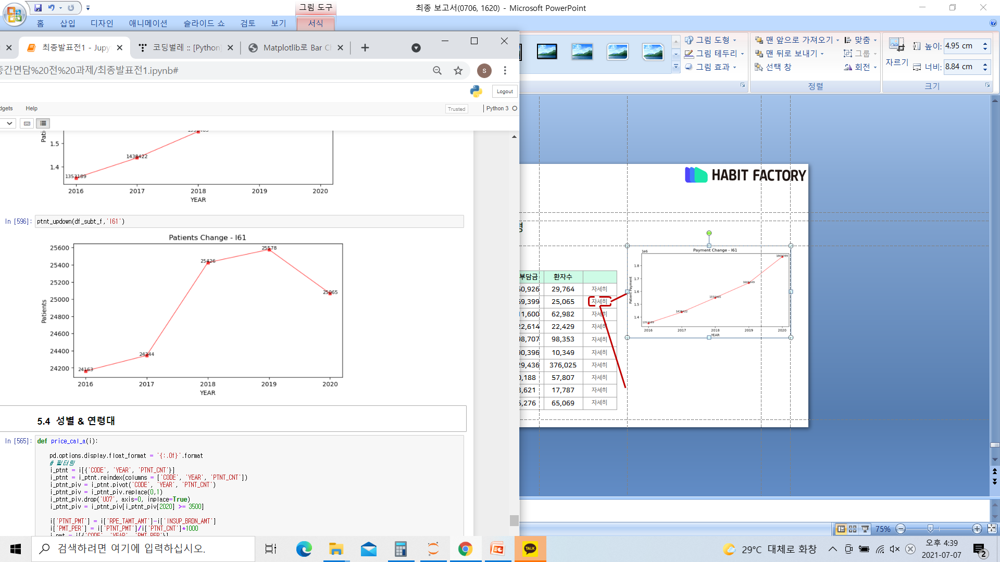 최종 보고서(0706, 1620) - Microsoft PowerPoint
그림 도구
홈 삽입 디자인 애니메이션 슬라이드 쇼 검토 보기 서식
그림 도형
그림 테두리
그림 효과
맨 앞으로 가져오기
맨 뒤로 보내기
선택 창
맞춤
그룹
회전
정렬
자르기
높이: 4.95 cm
너비: 8.84 cm
크기
최종발표전1 - Jupy
코딩벌레 :: [Python]
Matplotlib로 Bar C
중간면담%20전%20과제/최종발표전1.ipynb#
s
Logout
dgets Help
Trusted
Python 3
1.5
1.4
1438422
1353189
2016 2017 2018 2019 2020
YEAR
In [596]: ptnt_updown(df_subt_f,'I61')
Patients Change - I61
Patients
25600
25400
25200
25000
24800
24600
24400
24200
24163
24344
25426
25578
25065
2016 2017 2018 2019 2020
YEAR
5.4 성별 & 연령대
In [565]: def price_cal_a(i):
pd.options.display.float_format = '{:.0f}'.format
# 필터링
i_ptnt = i[{'CODE', 'YEAR', 'PTNT_CNT'}]
i_ptnt = i_ptnt.reindex(columns = ['CODE', 'YEAR', 'PTNT_CNT'])
i_ptnt_piv = i_ptnt.pivot('CODE', 'YEAR', 'PTNT_CNT')
i_ptnt_piv = i_ptnt_piv.replace(0,1)
i_ptnt_piv.drop('U07', axis=0, inplace=True)
i_ptnt_piv = i_ptnt_piv[i_ptnt_piv[2020] >= 3500]
i['PTNT_PMT'] = i['RPE_TAMT_AMT']-i['INSUP_BRDN_AMT']
i['PMT_PER'] = i['PTNT_PMT']/i['PTNT_CNT']*1000
i_pmt = i[{'CODE', 'YEAR', 'PMT_PER'}]
HABIT FACTORY
부담금 환자수
50,926 29,764 자세히
69,399 25,065 자세히
11,600 62,982 자세히
22,614 22,429 자세히
98,707 98,353 자세히
90,396 10,349 자세히
29,436 376,025 자세히
0,188 57,807 자세히
3,621 17,787 자세히
5,276 65,069 자세히
Payment Change - I61
1e6
Patient Payment
1.8
1.7
1.6
1.5
1.4
1438422
2016 2017 2018 2019 2020
YEAR
75%
검색하려면 여기에 입력하십시오.
TALK
29°C 대체로 화창
오후 4:39
2021-07-07
2